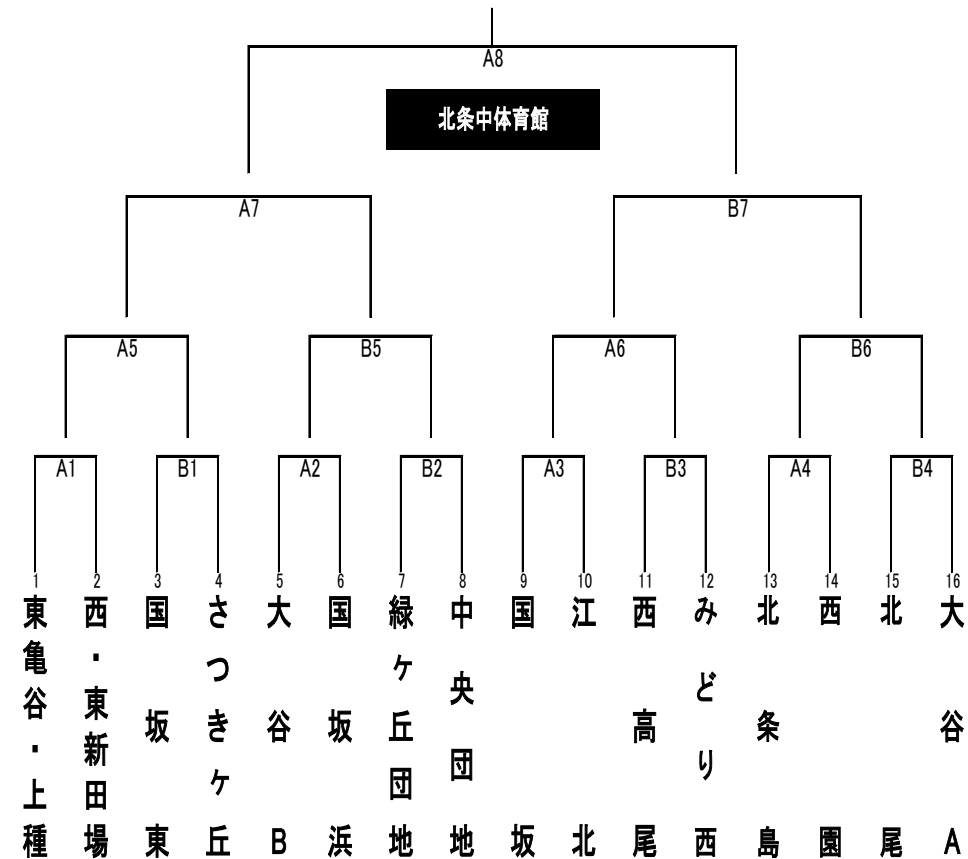 A8
北条中体育館
A7
B7
A5
B5
A6
B6
A1
B1
A2
B2
A3
B3
A4
B4
1
2
3
4
5
6
7
8
9
10
11
12
13
14
15
16
東亀谷・上種
西・東新田場
国坂東
さつきヶ丘
大谷B
国坂浜
緑ヶ丘団地
中央団地
国坂
江北
西高尾
みどり西
北条島
西園
北尾
大谷A